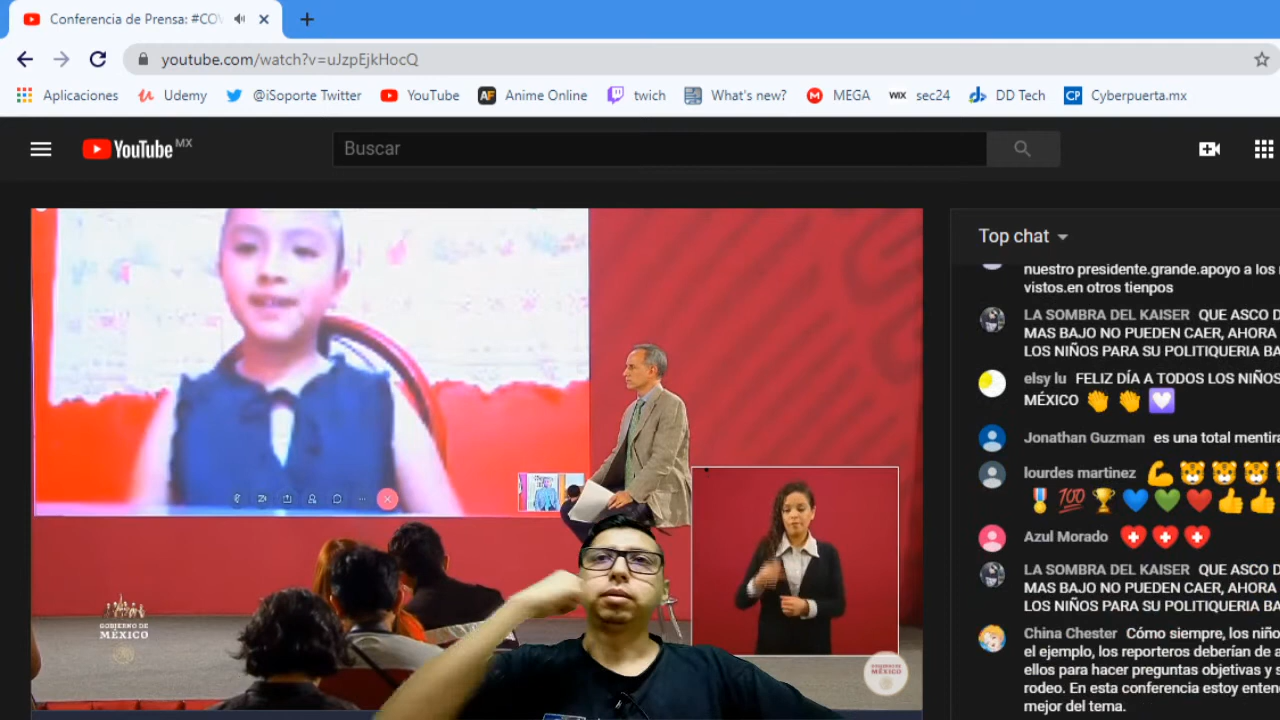 Conferencia de Prensa: #COV
youtube.com/watch?v=uJzpEjkHocQ
Aplicaciones
Udemy
@iSoporte Twitter
YouTube
AF
Anime Online
twich
What's new?
MEGA
WIX
sec24
DD Tech
CP
Cyberpuerta.mx
YouTube MX
Buscar
Top chat
nuestro presidente.grande.apoyo a los
vistos.en otros tienpos
LA SOMBRA DEL KAISER QUE ASCO D
MAS BAJO NO PUEDEN CAER, AHORA
LOS NIÑOS PARA SU POLITIQUERIA BA
elsy lu FELIZ DÍA A TODOS LOS NIÑOS
MÉXICO 👏 👏 💟
Jonathan Guzman es una total mentira
lourdes martinez 💪 🐯 🐯 🐯
🎖 💯 🏆 💙 💚 ❤ 👍 👍
Azul Morado
LA SOMBRA DEL KAISER QUE ASCO D
MAS BAJO NO PUEDEN CAER, AHORA
LOS NIÑOS PARA SU POLITIQUERIA BA
China Chester Cómo siempre, los niño
el ejemplo, los reporteros deberían de a
ellos para hacer preguntas objetivas y s
rodeo. En esta conferencia estoy enten
mejor del tema.
GOBIERNO DE
MÉXICO
MÉXICO